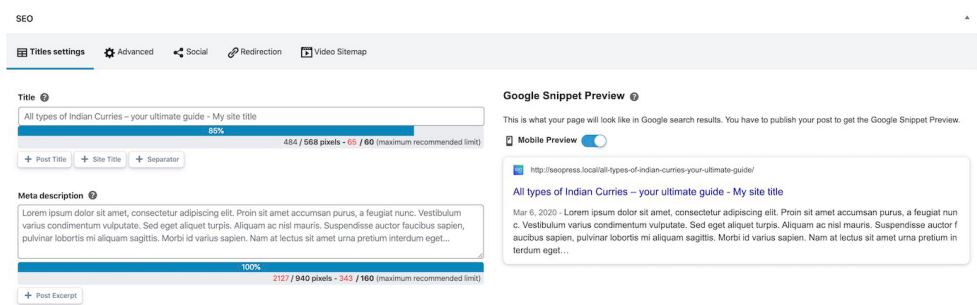 SEO
Titles settings
Advanced
Social
Redirection
Video Sitemap
Title
All types of Indian Curries – your ultimate guide - My site title
85%
484 / 568 pixels - 65 / 60 (maximum recommended limit)
+ Post Title
+ Site Title
+ Separator
Meta description
Lorem ipsum dolor sit amet, consectetur adipiscing elit. Proin sit amet accumsan purus, a feugiat nunc. Vestibulum
varius condimentum vulputate. Sed eget aliquet turpis. Aliquam ac nisl mauris. Suspendisse auctor faucibus sapien,
pulvinar lobortis mi aliquam sagittis. Morbi id varius sapien. Nam at lectus sit amet urna pretium interdum eget...
100%
2127 / 940 pixels - 343 / 160 (maximum recommended limit)
+ Post Excerpt
Google Snippet Preview
This is what your page will look like in Google search results. You have to publish your post to get the Google Snippet Preview.
Mobile Preview
http://seopress.local/all-types-of-indian-curries-your-ultimate-guide/
All types of Indian Curries – your ultimate guide - My site title
Mar 6, 2020 - Lorem ipsum dolor sit amet, consectetur adipiscing elit. Proin sit amet accumsan purus, a feugiat nun
c. Vestibulum varius condimentum vulputate. Sed eget aliquet turpis. Aliquam ac nisl mauris. Suspendisse auctor f
aucibus sapien, pulvinar lobortis mi aliquam sagittis. Morbi id varius sapien. Nam at lectus sit amet urna pretium in
terdum eget…